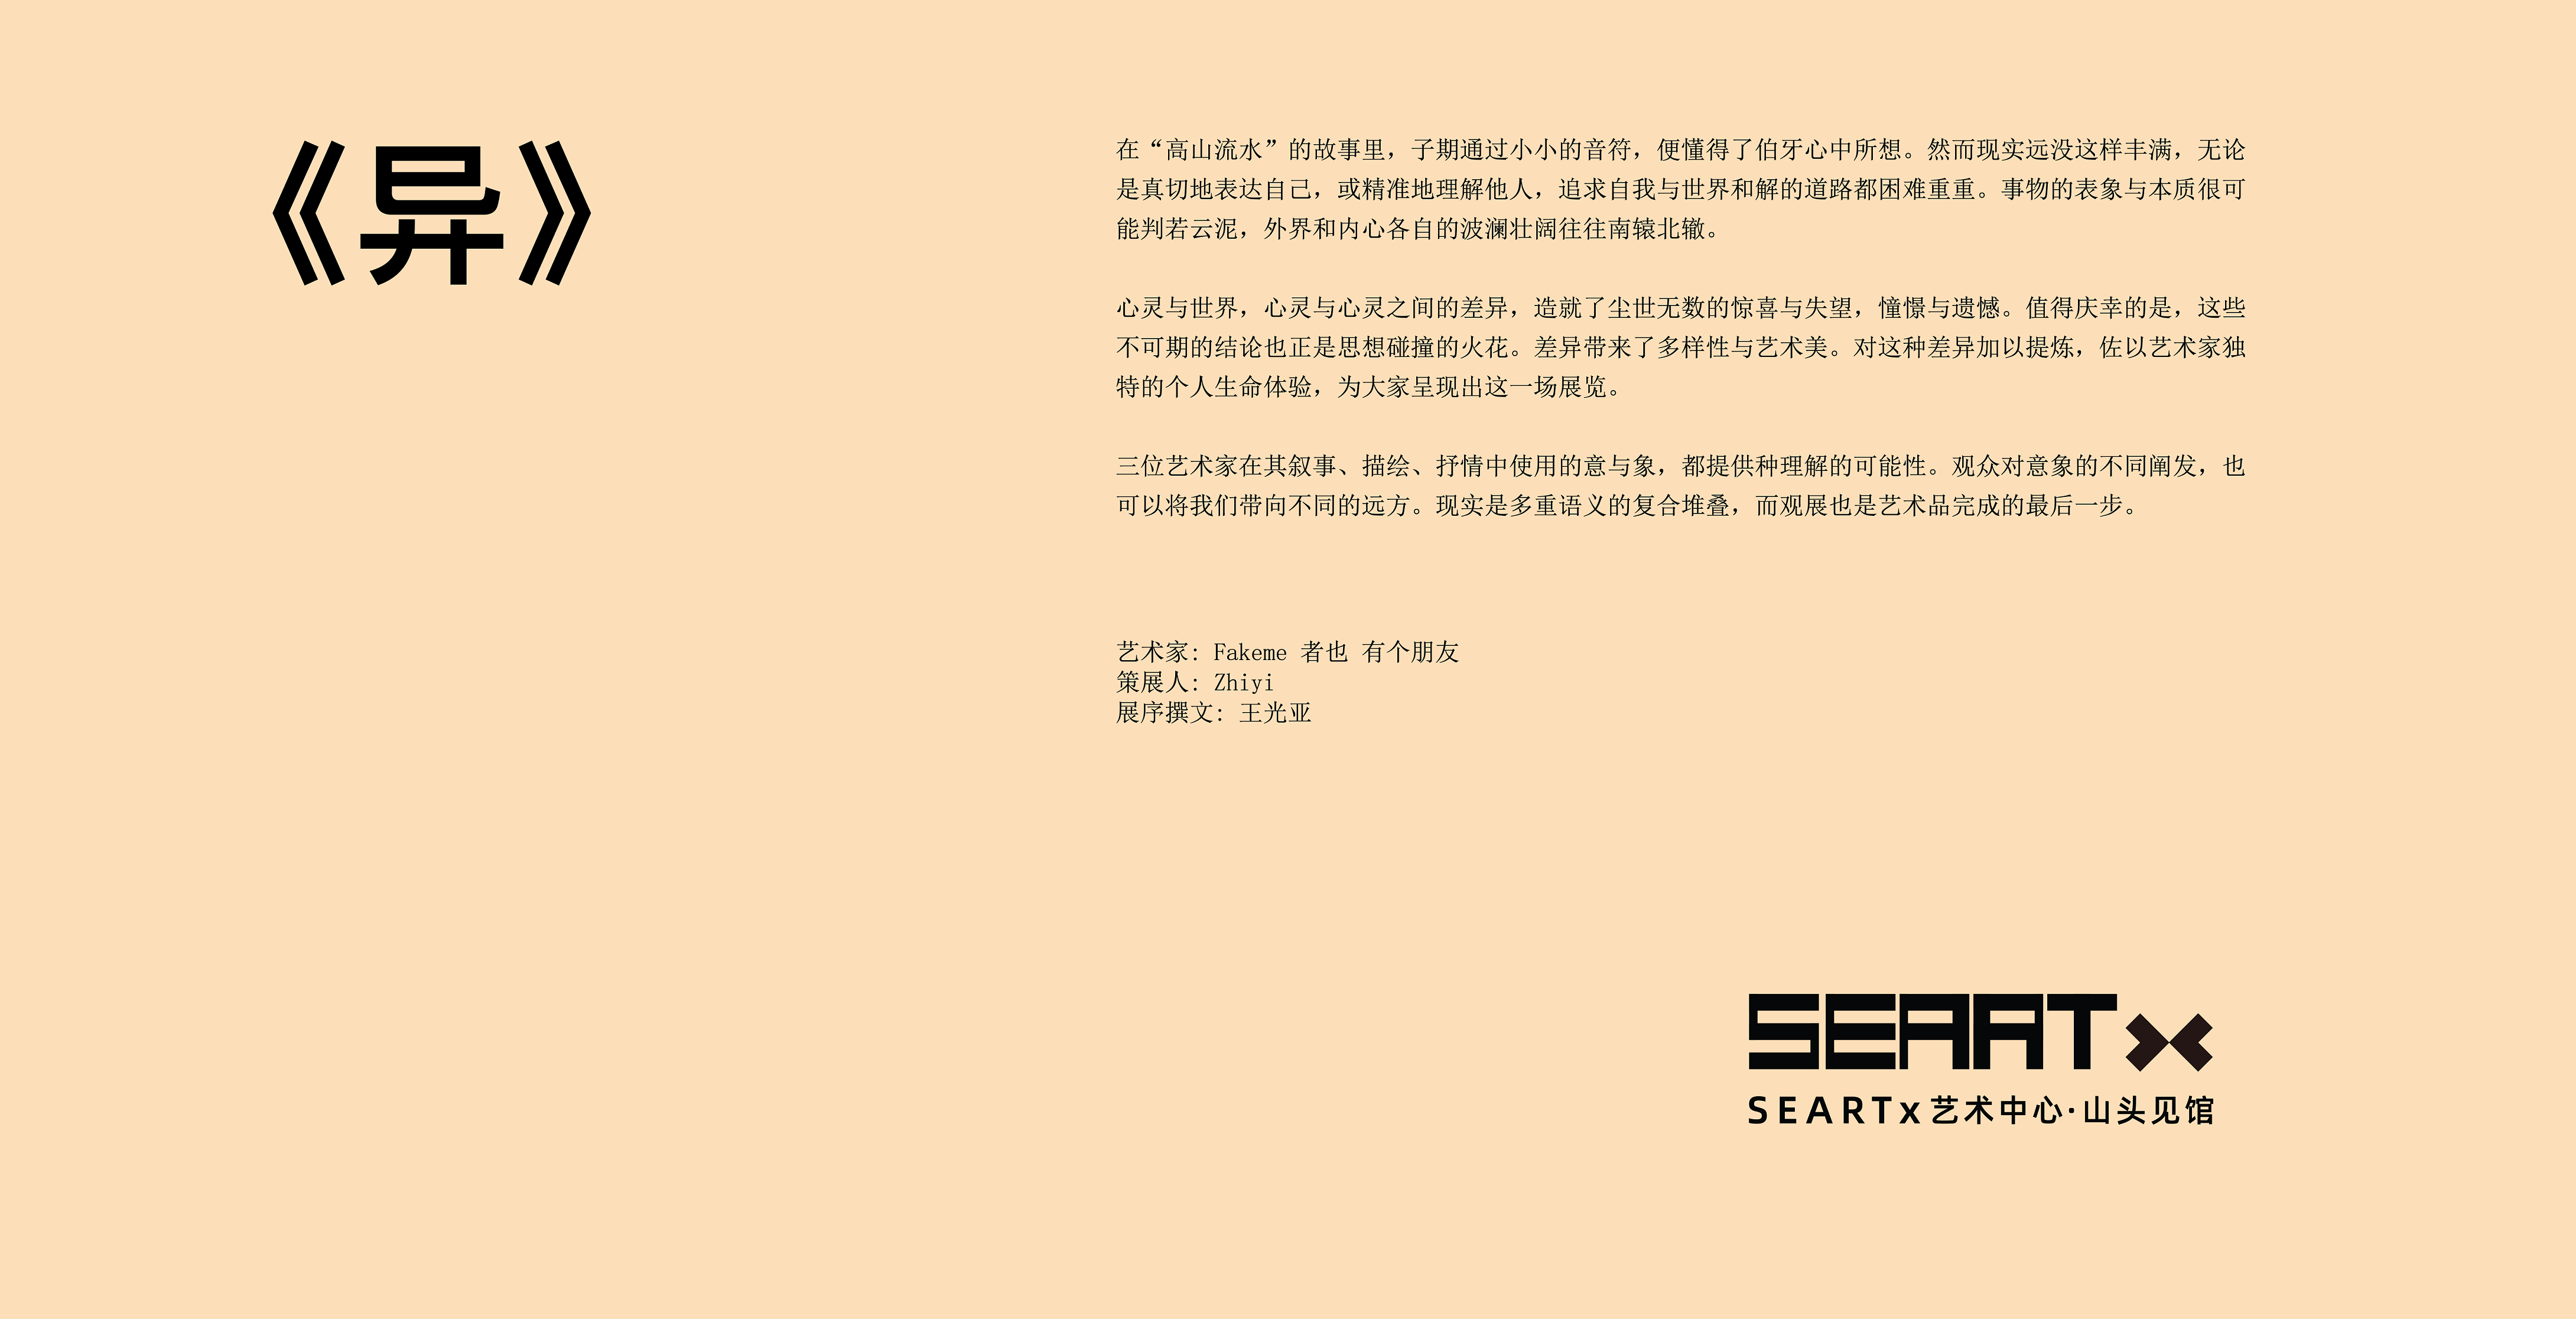 《异》
在“高山流水”的故事里，子期通过小小的音符，便懂得了伯牙心中所想。然而现实远没这样丰满，无论
是真切地表达自己，或精准地理解他人，追求自我与世界和解的道路都困难重重。事物的表象与本质很可
能判若云泥，外界和内心各自的波澜壮阔往往南辕北辙。
心灵与世界，心灵与心灵之间的差异，造就了尘世无数的惊喜与失望，憧憬与遗憾。值得庆幸的是，这些
不可期的结论也正是思想碰撞的火花。差异带来了多样性与艺术美。对这种差异加以提炼，佐以艺术家独
特的个人生命体验，为大家呈现出这一场展览。
三位艺术家在其叙事、描绘、抒情中使用的意与象，都提供种理解的可能性。观众对意象的不同阐发，也
可以将我们带向不同的远方。现实是多重语义的复合堆叠，而观展也是艺术品完成的最后一步。
艺术家: Fakeme 者也 有个朋友
策展人: Zhiyi
展序撰文: 王光亚
SEARTx
SEARTx艺术中心·山头见馆